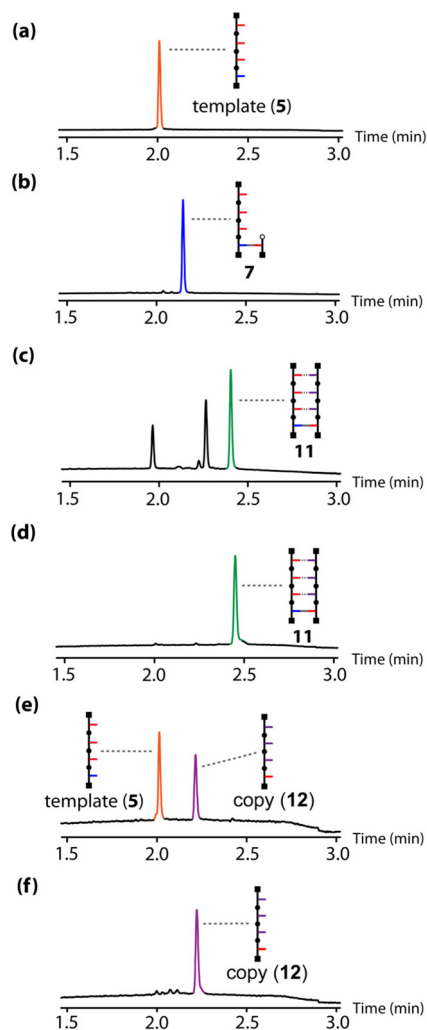 (a)
template (5)
1.5 2.0 2.5 3.0 Time (min)
(b)
7
1.5 2.0 2.5 3.0 Time (min)
(c)
11
1.5 2.0 2.5 3.0 Time (min)
(d)
11
1.5 2.0 2.5 3.0 Time (min)
(e)
template (5) copy (12)
1.5 2.0 2.5 3.0 Time (min)
(f)
copy (12)
1.5 2.0 2.5 3.0 Time (min)